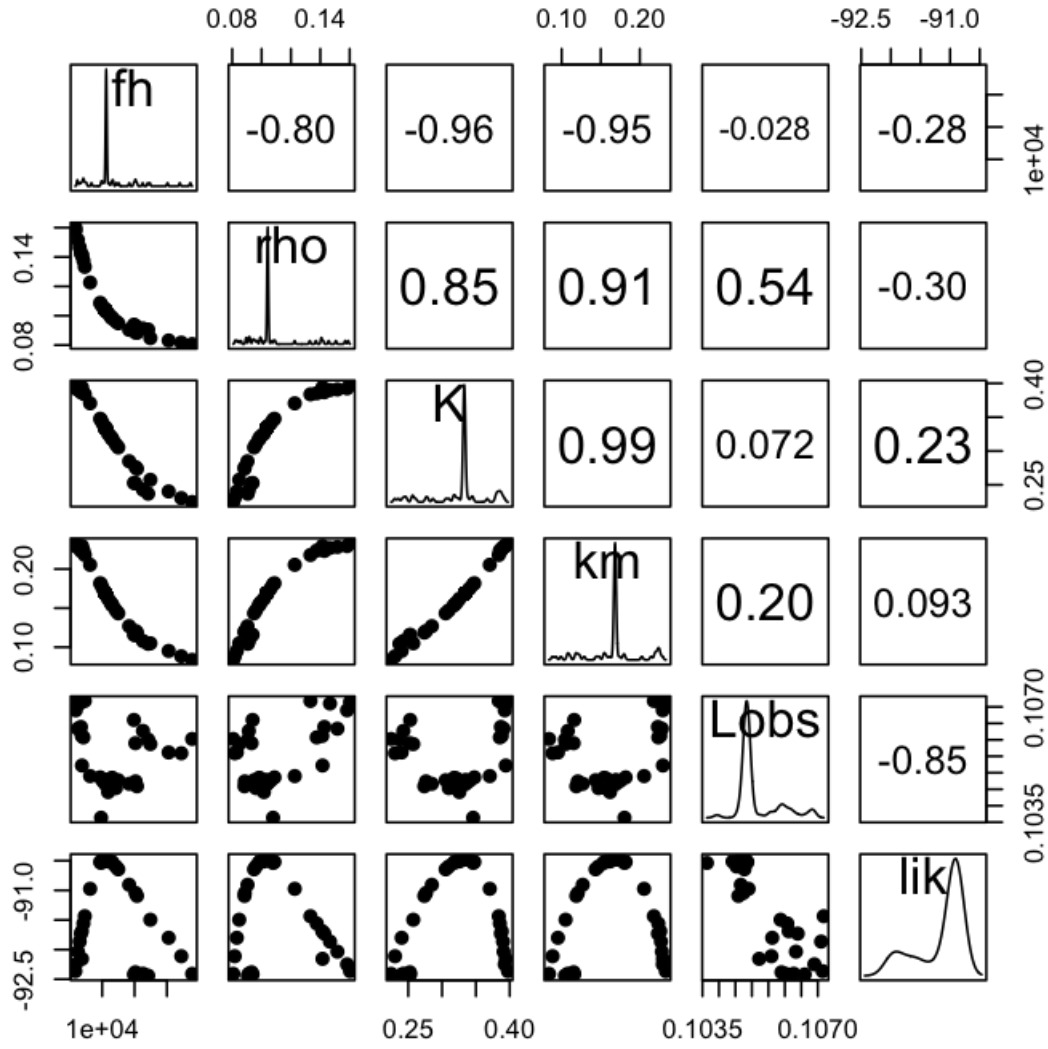 0.08 0.14 0.10 0.20 -92.5 -91.0
fh -0.80 -0.96 -0.95 -0.028 -0.28 1e+04
0.08 0.14 rho 0.85 0.91 0.54 -0.30
K 0.99 0.072 0.23 0.25 0.40
0.10 0.20 km 0.20 0.093
Lobs -0.85 0.1035 0.1070
-92.5 -91.0 lik
1e+04 0.25 0.40 0.1035 0.1070